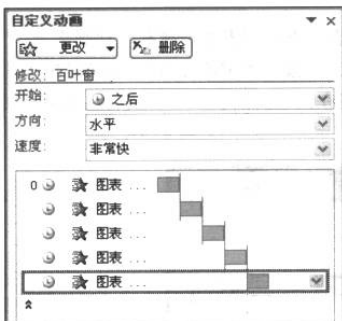 自定义动画
更改 删除
修改: 百叶窗
开始: 之后
方向: 水平
速度: 非常快
0 图表 ...
图表 ...
图表 ...
图表 ...
图表 ...